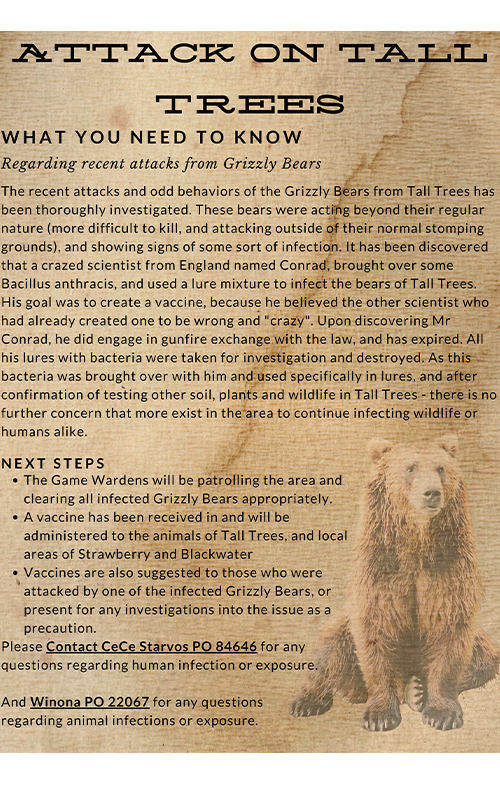 ATTACK ON TALL
TREES
WHAT YOU NEED TO KNOW
Regarding recent attacks from Grizzly Bears
The recent attacks and odd behaviors of the Grizzly Bears from Tall Trees has
been thoroughly investigated. These bears were acting beyond their regular
nature (more difficult to kill, and attacking outside of their normal stomping
grounds), and showing signs of some sort of infection. It has been discovered
that a crazed scientist from England named Conrad, brought over some
Bacillus anthracis, and used a lure mixture to infect the bears of Tall Trees.
His goal was to create a vaccine, because he believed the other scientist who
had already created one to be wrong and "crazy". Upon discovering Mr
Conrad, he did engage in gunfire exchange with the law, and has expired. All
his lures with bacteria were taken for investigation and destroyed. As this
bacteria was brought over with him and used specifically in lures, and after
confirmation of testing other soil, plants and wildlife in Tall Trees - there is no
further concern that more exist in the area to continue infecting wildlife or
humans alike.
NEXT STEPS
• The Game Wardens will be patrolling the area and
clearing all infected Grizzly Bears appropriately.
• A vaccine has been received in and will be
administered to the animals of Tall Trees, and local
areas of Strawberry and Blackwater
• Vaccines are also suggested to those who were
attacked by one of the infected Grizzly Bears, or
present for any investigations into the issue as a
precaution.
Please Contact CeCe Starvos PO 84646 for any
questions regarding human infection or exposure.
And Winona PO 22067 for any questions
regarding animal infections or exposure.